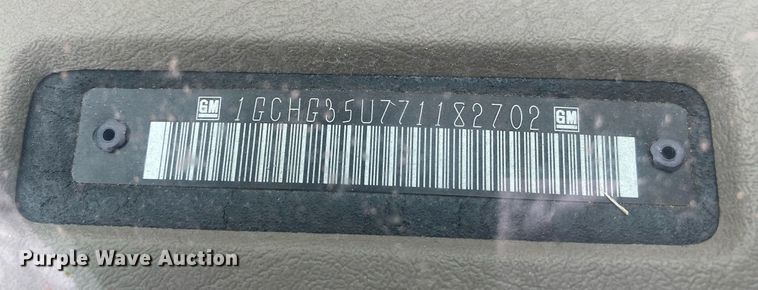 GM 1GCHG35U771182702 GM
Purple Wave Auction